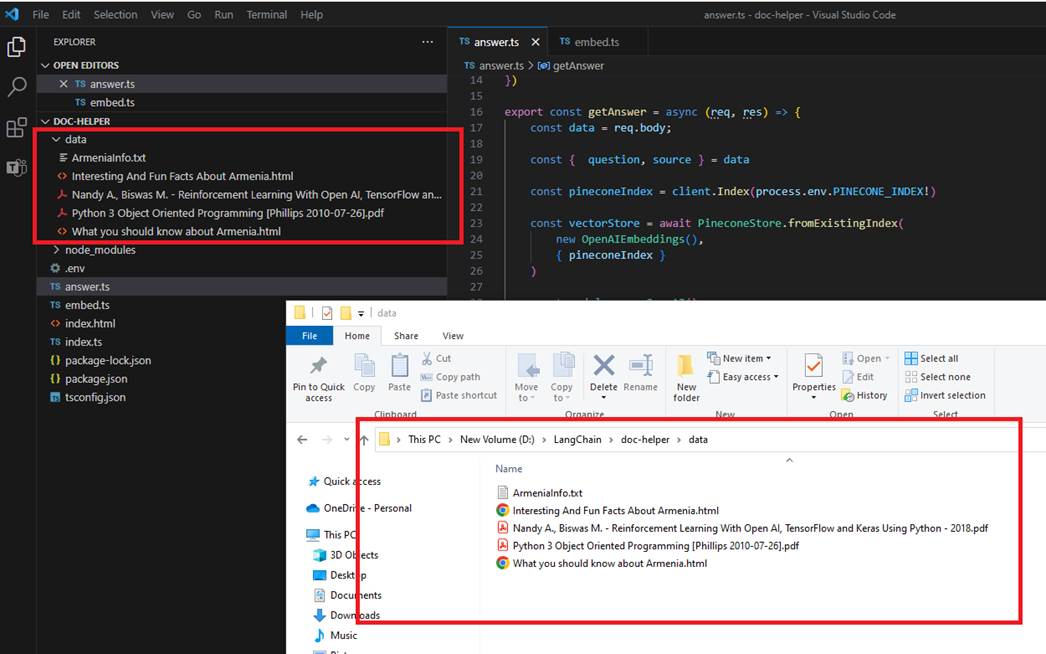 File Edit Selection View Go Run Terminal Help
answer.ts - doc-helper - Visual Studio Code
EXPLORER
OPEN EDITORS
TS answer.ts
TS embed.ts
DOC-HELPER
data
ArmeniaInfo.txt
Interesting And Fun Facts About Armenia.html
Nandy A., Biswas M. - Reinforcement Learning With Open AI, TensorFlow an...
Python 3 Object Oriented Programming [Phillips 2010-07-26].pdf
What you should know about Armenia.html
node_modules
.env
TS answer.ts
TS embed.ts
index.html
TS index.ts
package-lock.json
package.json
tsconfig.json
TS answer.ts
TS embed.ts
TS answer.ts > getAnswer
14 })
15
16 export const getAnswer = async (req, res) => {
17 const data = req.body;
18
19 const { question, source } = data
20
21 const pineconeIndex = client.Index(process.env.PINECONE_INDEX!)
22
23 const vectorStore = await PineconeStore.fromExistingIndex(
24 new OpenAIEmbeddings(),
25 { pineconeIndex }
26 )
27
data
File Home Share View
Pin to Quick access
Copy
Paste
Cut
Copy path
Paste shortcut
Clipboard
Move to
Copy to
Delete
Rename
Organize
New folder
New item
Easy access
New
Properties
Open
Edit
History
Open
Select all
Select none
Invert selection
Select
This PC > New Volume (D:) > LangChain > doc-helper > data
Quick access
OneDrive - Personal
This PC
3D Objects
Desktop
Documents
Downloads
Music
Name
ArmeniaInfo.txt
Interesting And Fun Facts About Armenia.html
Nandy A., Biswas M. - Reinforcement Learning With Open AI, TensorFlow and Keras Using Python - 2018.pdf
Python 3 Object Oriented Programming [Phillips 2010-07-26].pdf
What you should know about Armenia.html